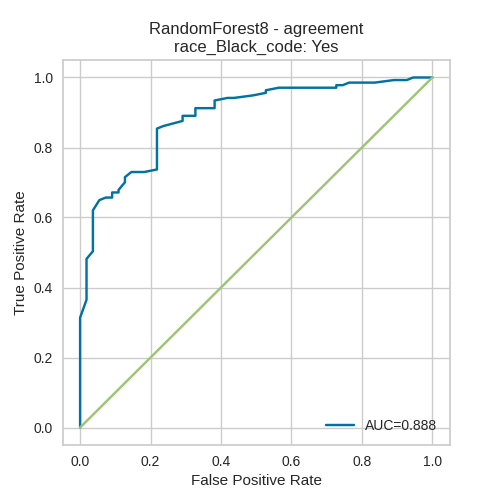 RandomForest8 - agreement
race_Black_code: Yes
1.0
0.8
0.6
0.4
0.2
0.0
True Positive Rate
AUC=0.888
0.0 0.2 0.4 0.6 0.8 1.0
False Positive Rate